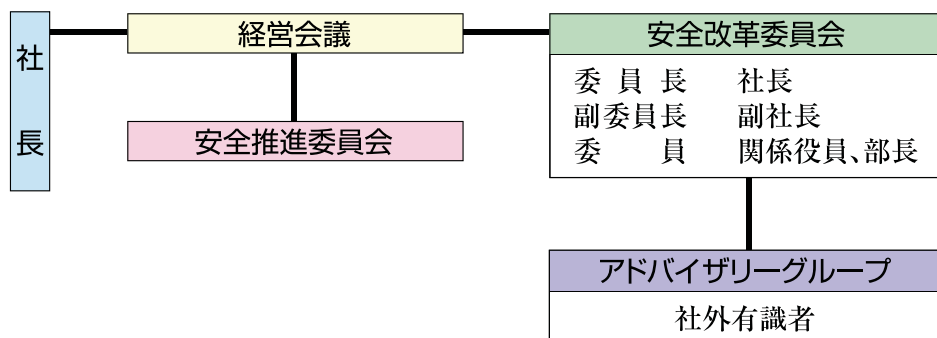 社長
経営会議
安全推進委員会
安全改革委員会
委員長 社長
副委員長 副社長
委員 関係役員、部長
アドバイザリーグループ
社外有識者